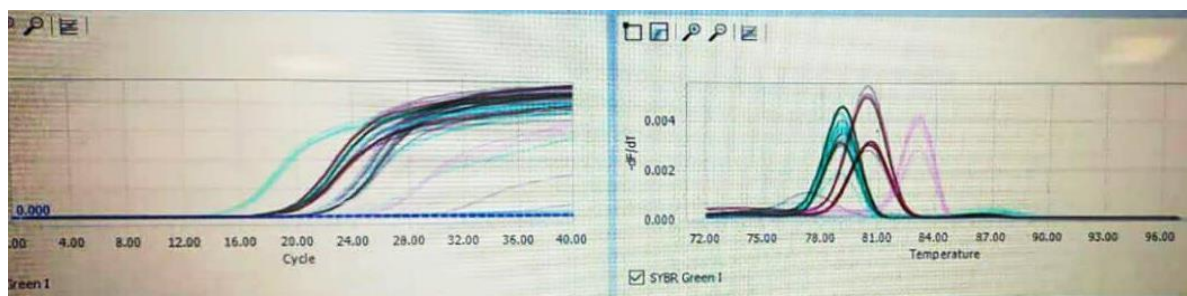 0.000
.00 4.00 8.00 12.00 16.00 20.00 24.00 28.00 32.00 36.00 40.00
Cycle
Green I
-dF/dT
0.004
0.002
0.000
72.00 75.00 78.00 81.00 84.00 87.00 90.00 93.00 96.00
Temperature
SYBR Green I